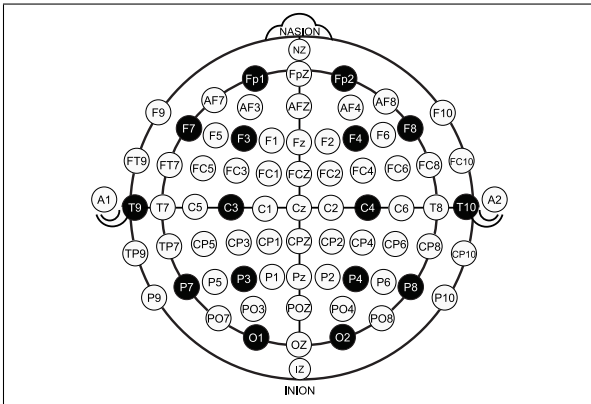 NASION
NZ
Fp1 FpZ Fp2
AF7 AF3 AFZ AF4 AF8
F9 F10
F7 F5 F3 F1 Fz F2 F4 F6 F8
FT9 FT7 FC5 FC3 FC1 FCZ FC2 FC4 FC6 FC8 FC10
A1 A2
T9 T7 C5 C3 C1 Cz C2 C4 C6 T8 T10
TP9 TP7 CP5 CP3 CP1 CPZ CP2 CP4 CP6 CP8 CP10
P9 P7 P5 P3 P1 Pz P2 P4 P6 P8 P10
PO7 PO3 POZ PO4 PO8
O1 OZ O2
IZ
INION